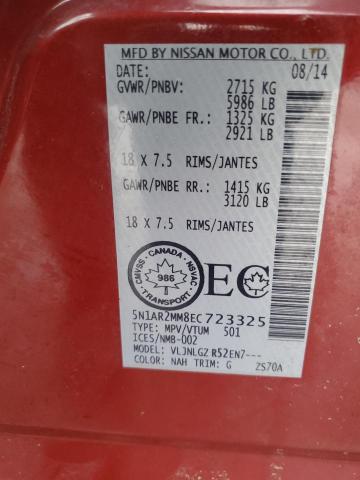 MFD BY NISSAN MOTOR CO., LTD.
DATE: 08/14
GVWR/PNBV: 2715 KG
5986 LB
GAWR/PNBE FR.: 1325 KG
2921 LB
18 X 7.5 RIMS/JANTES
GAWR/PNBE RR.: 1415 KG
3120 LB
18 X 7.5 RIMS/JANTES
CANADA
CMVSS NSVAC
986
TRANSPORT
EC
5N1AR2MM8EC723325
TYPE: MPV/VTUM 501
ICES/NMB-002
MODEL: VLJNLGZ R52EN7---
COLOR: NAH TRIM: G ZS70A